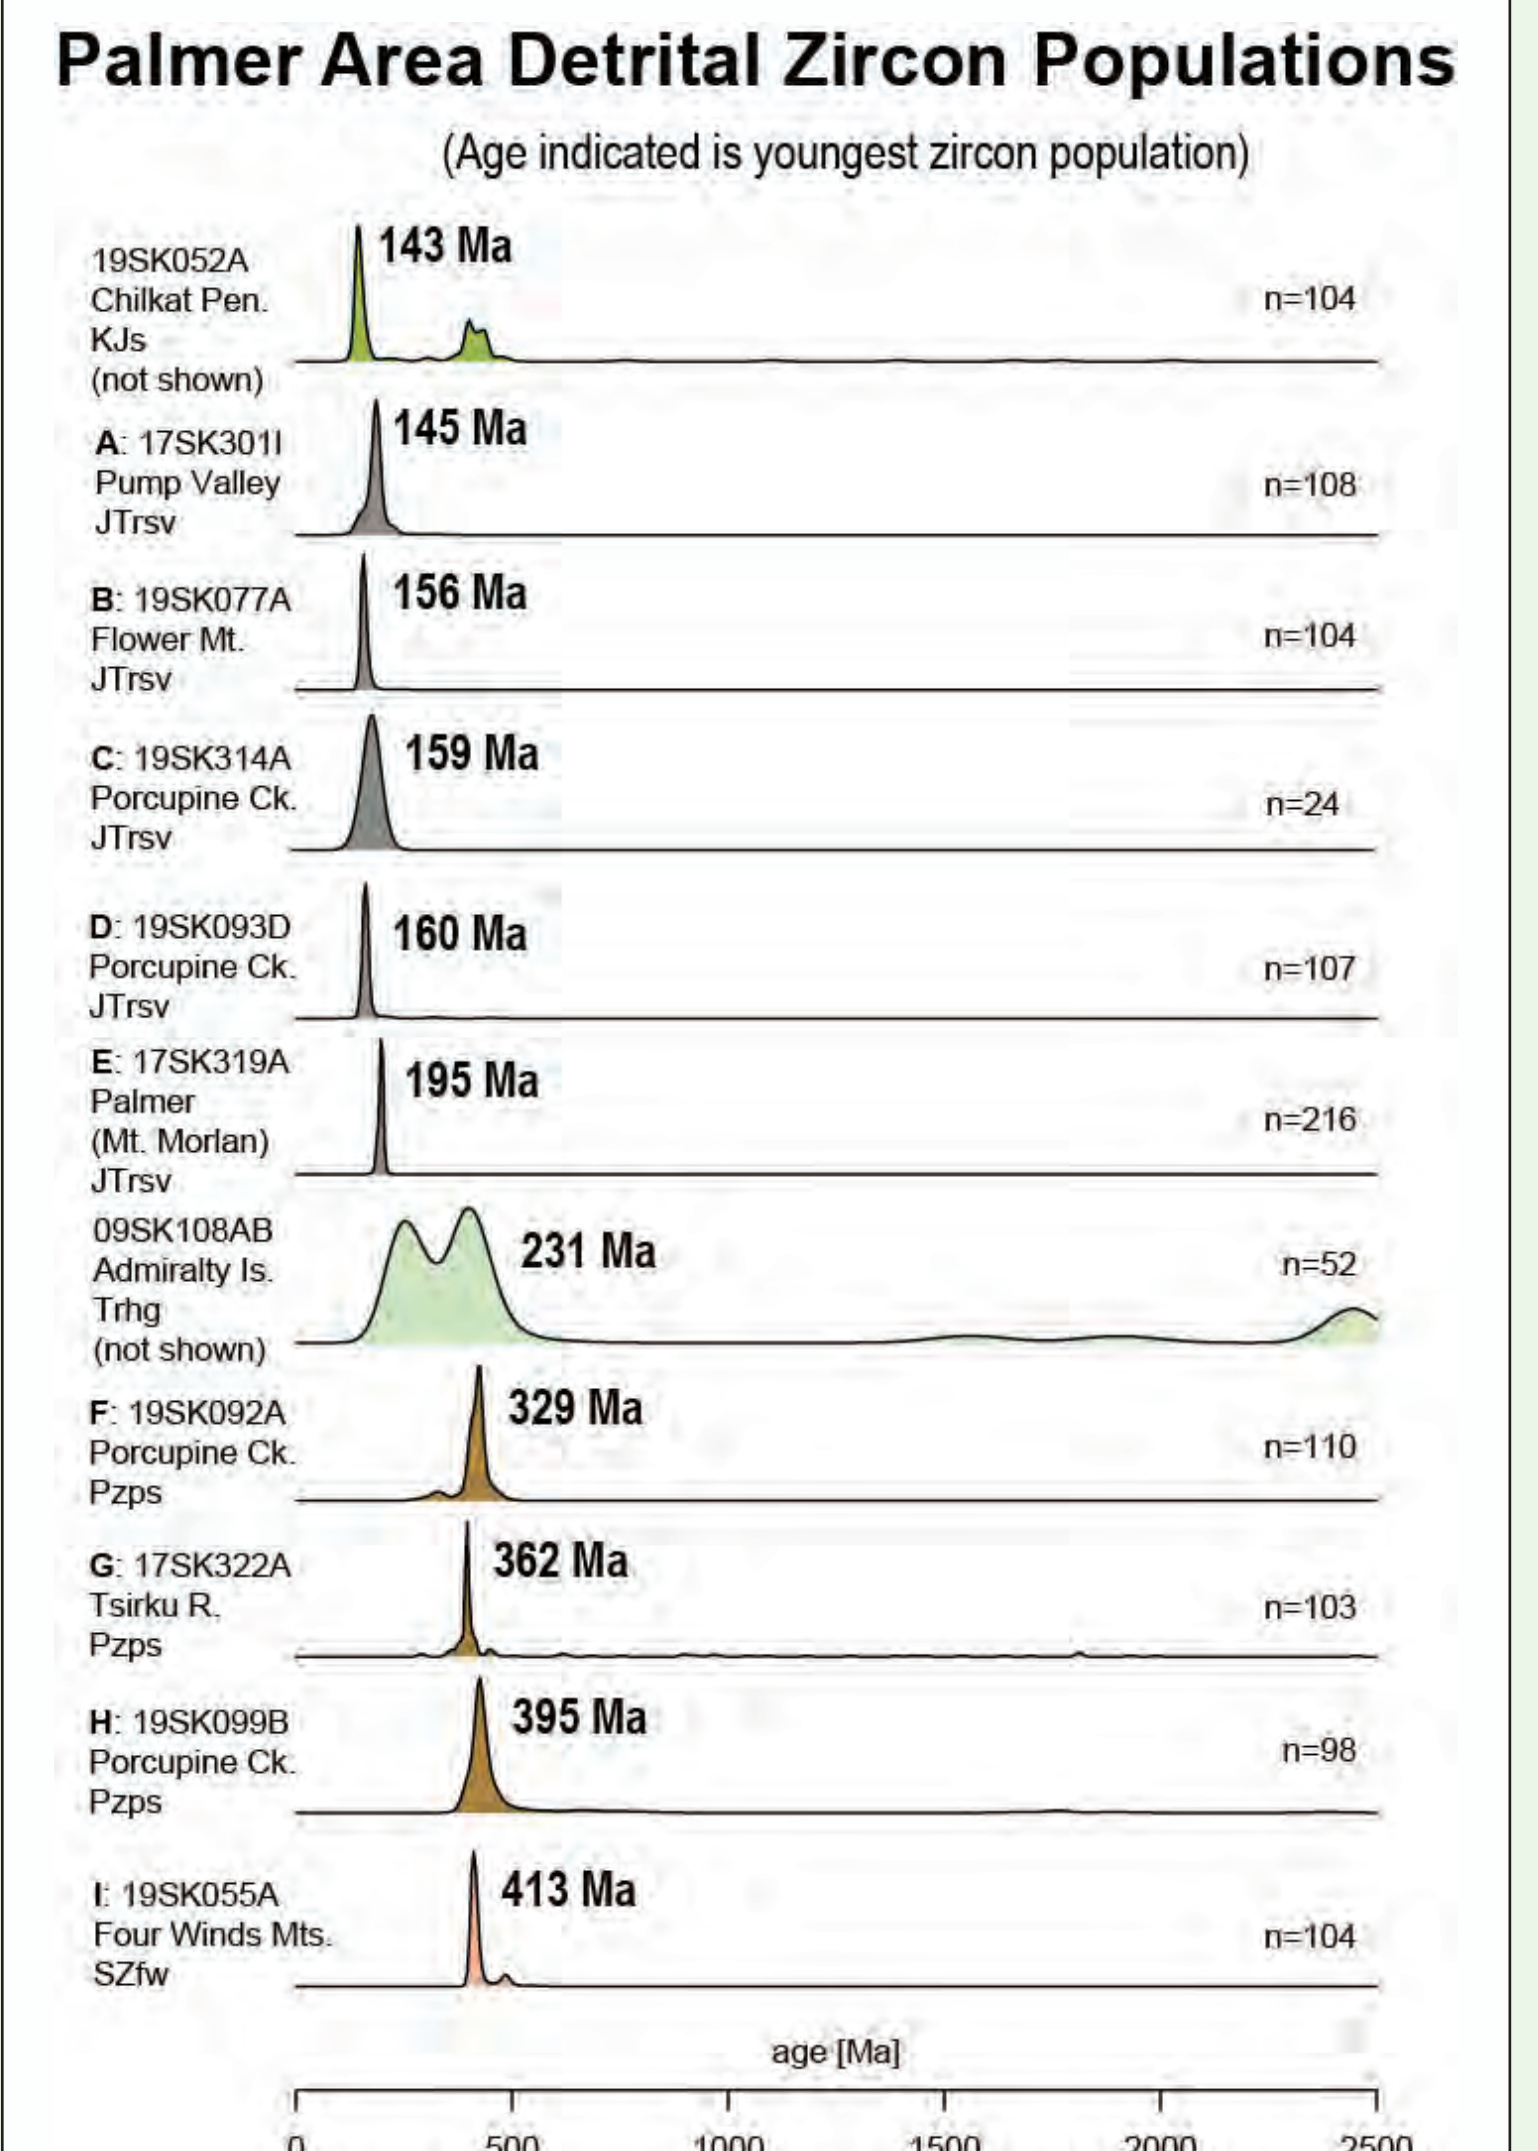 Palmer Area Detrital Zircon Populations
(Age indicated is youngest zircon population)
19SK052A
Chilkat Pen.
KJs
(not shown)
143 Ma
n=104
A: 17SK301I
Pump Valley
JTrsv
145 Ma
n=108
B: 19SK077A
Flower Mt.
JTrsv
156 Ma
n=104
C: 19SK314A
Porcupine Ck.
JTrsv
159 Ma
n=24
D: 19SK093D
Porcupine Ck.
JTrsv
160 Ma
n=107
E: 17SK319A
Palmer
(Mt. Morlan)
JTrsv
195 Ma
n=216
09SK108AB
Admiralty Is.
Trhg
(not shown)
231 Ma
n=52
F: 19SK092A
Porcupine Ck.
Pzps
329 Ma
n=110
G: 17SK322A
Tsirku R.
Pzps
362 Ma
n=103
H: 19SK099B
Porcupine Ck.
Pzps
395 Ma
n=98
I: 19SK055A
Four Winds Mts.
SZfw
413 Ma
n=104
age [Ma]
0 500 1000 1500 2000 2500